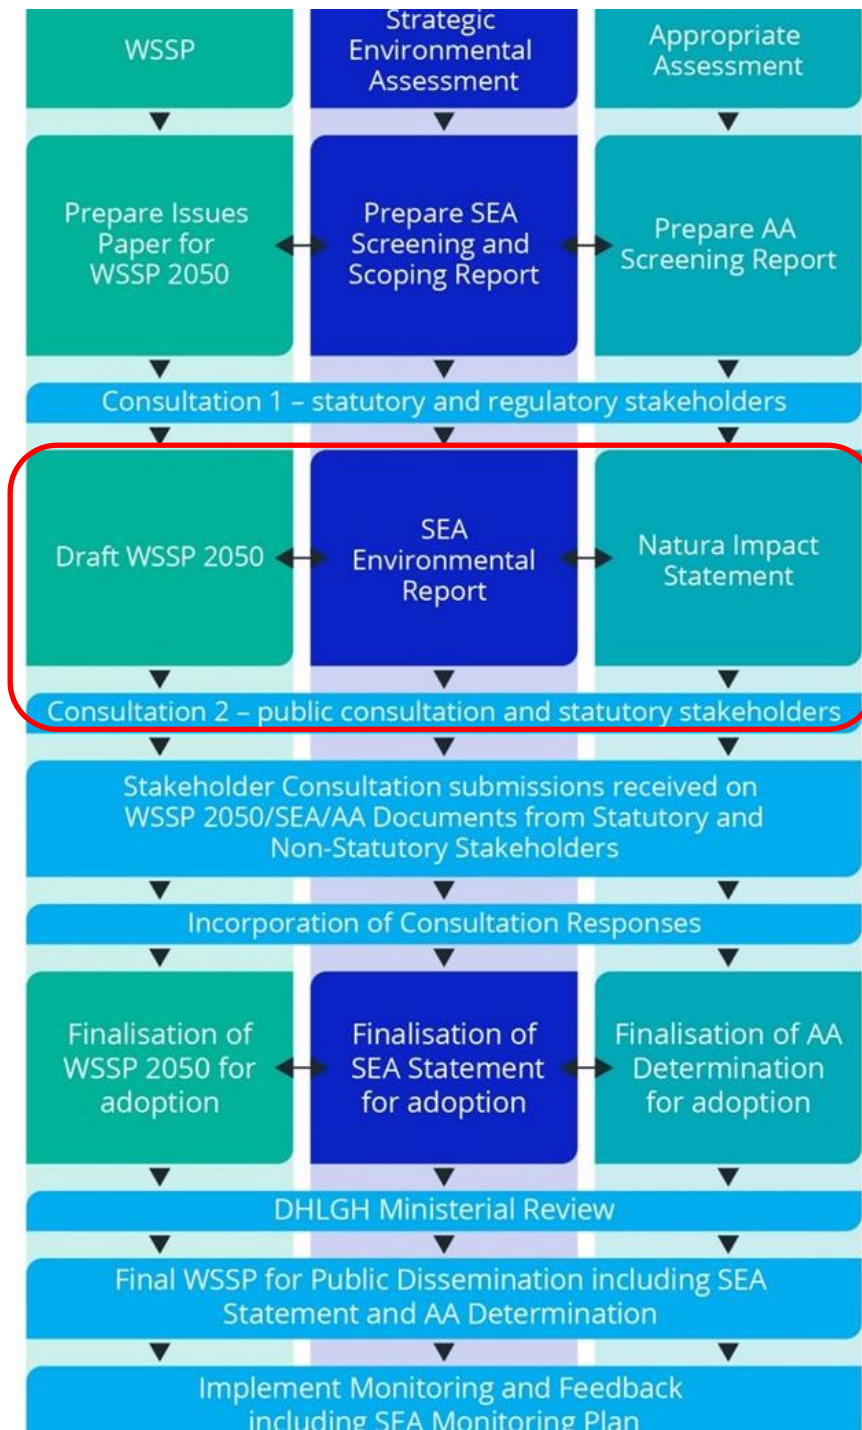 WSSP
Strategic
Environmental
Assessment
Appropriate
Assessment
Prepare Issues
Paper for
WSSP 2050
Prepare SEA
Screening and
Scoping Report
Prepare AA
Screening Report
Consultation 1 – statutory and regulatory stakeholders
Draft WSSP 2050
SEA
Environmental
Report
Natura Impact
Statement
Consultation 2 – public consultation and statutory stakeholders
Stakeholder Consultation submissions received on
WSSP 2050/SEA/AA Documents from Statutory and
Non-Statutory Stakeholders
Incorporation of Consultation Responses
Finalisation of
WSSP 2050 for
adoption
Finalisation of
SEA Statement
for adoption
Finalisation of AA
Determination
for adoption
DHLGH Ministerial Review
Final WSSP for Public Dissemination including SEA
Statement and AA Determination
Implement Monitoring and Feedback
including SEA Monitoring Plan